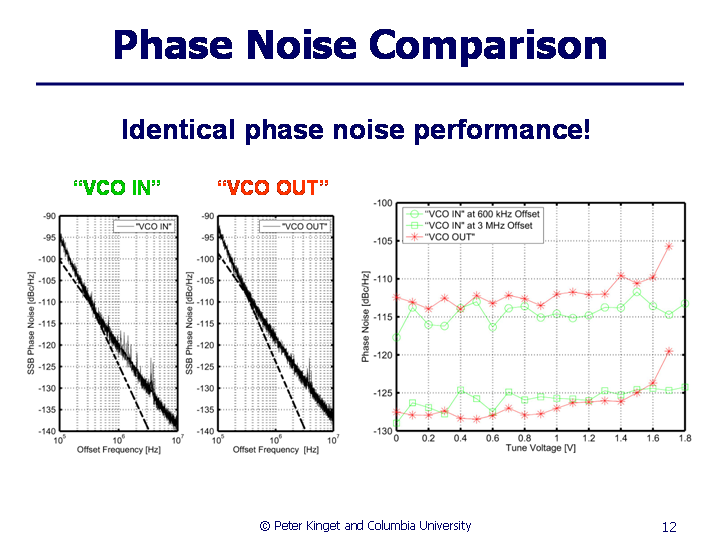 Phase Noise Comparison
Identical phase noise performance!
“VCO IN”
“VCO OUT”
-90
-95
-100
-105
-110
-115
-120
-125
-130
-135
-140
SSB Phase Noise [dBc/Hz]
"VCO IN"
10^5
10^6
10^7
Offset Frequency [Hz]
-90
-95
-100
-105
-110
-115
-120
-125
-130
-135
-140
SSB Phase Noise [dBc/Hz]
"VCO OUT"
10^5
10^6
10^7
Offset Frequency [Hz]
-100
-105
-110
-115
-120
-125
-130
Phase Noise [dBc/Hz]
"VCO IN" at 600 kHz Offset
"VCO IN" at 3 MHz Offset
"VCO OUT"
0
0.2
0.4
0.6
0.8
1
1.2
1.4
1.6
1.8
Tune Voltage [V]
© Peter Kinget and Columbia University
12